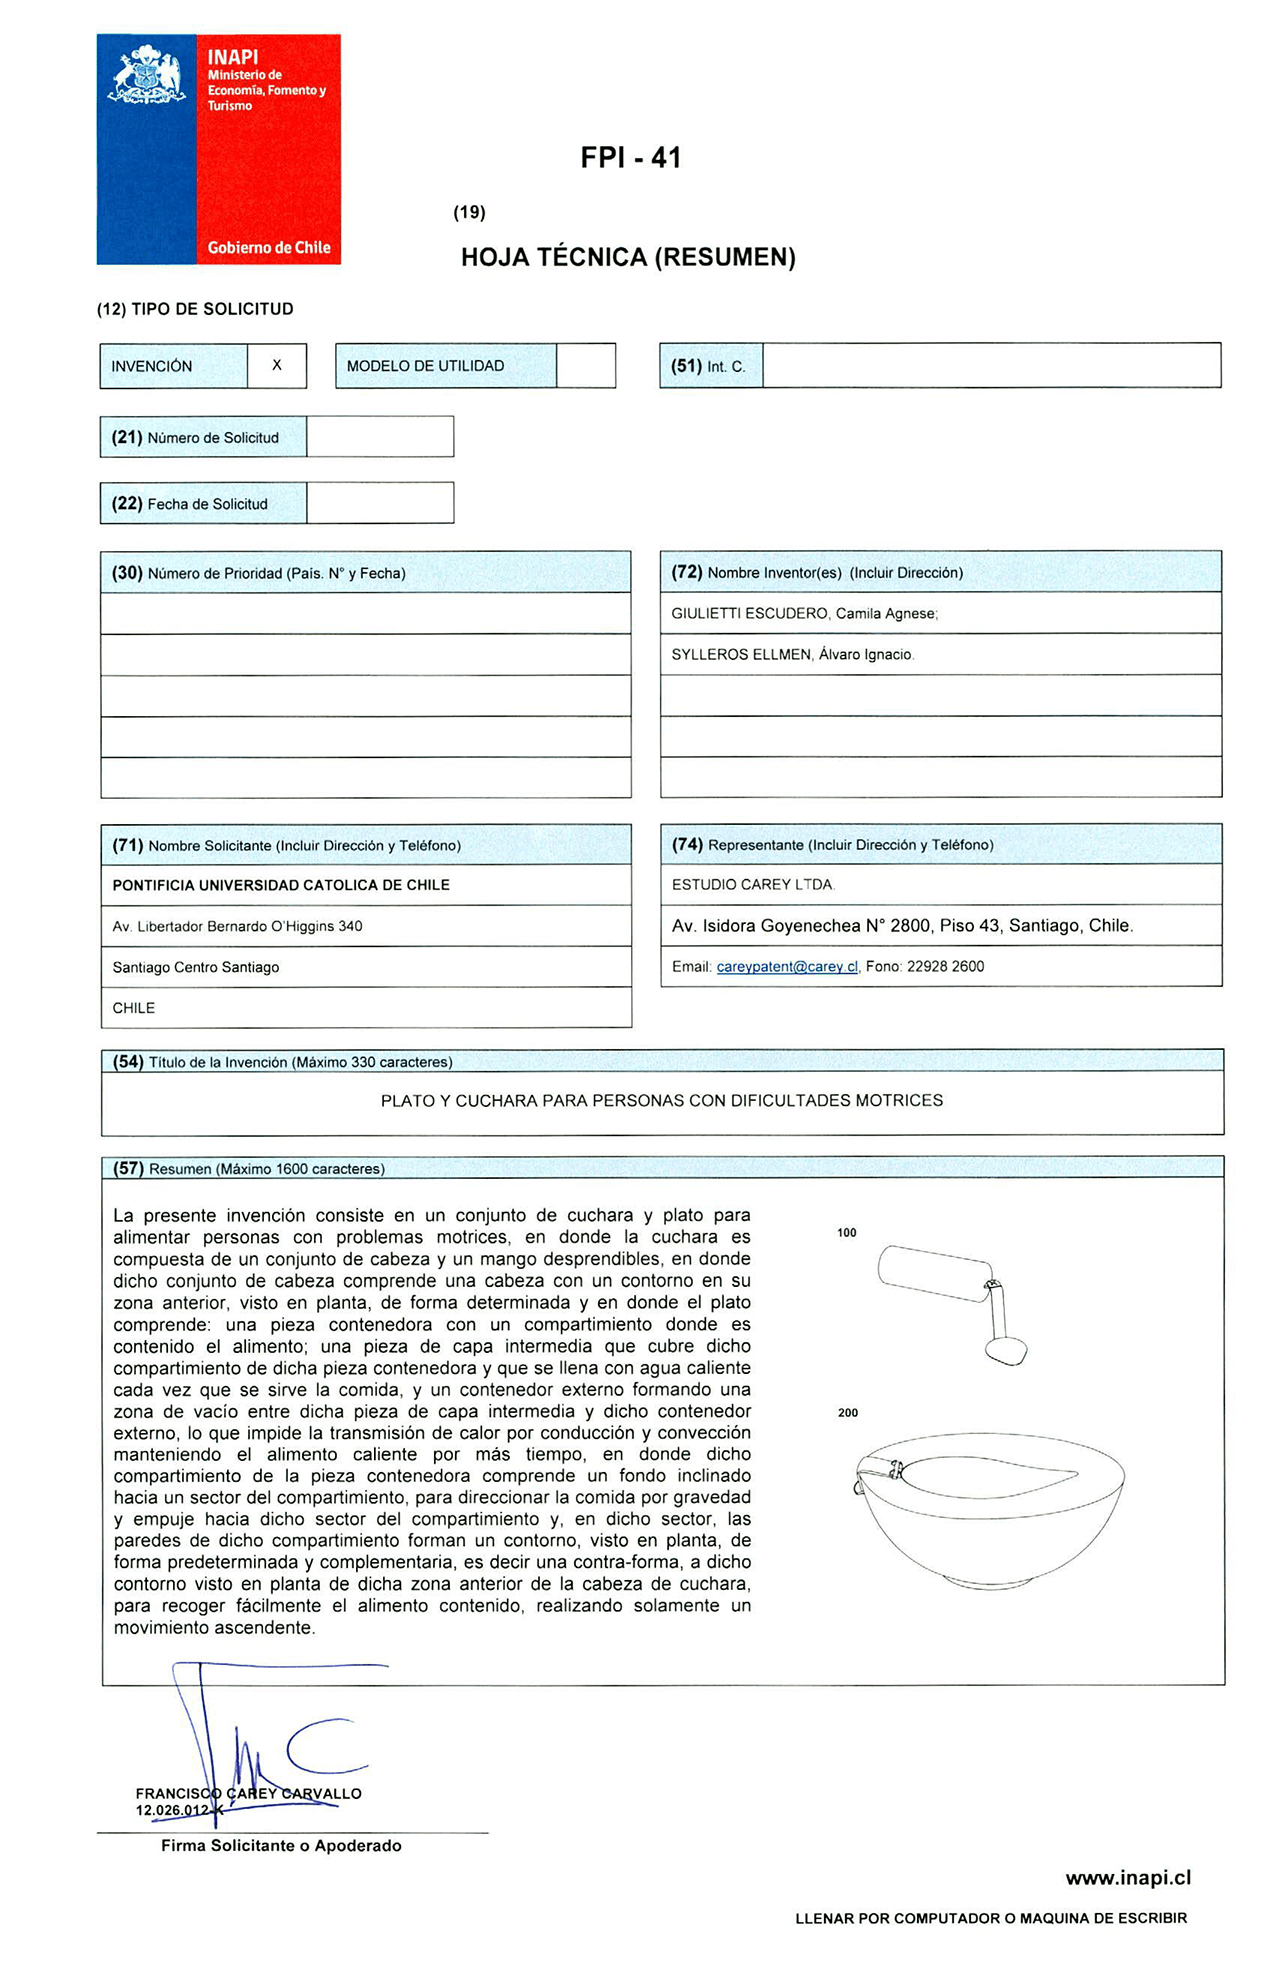 INAPI
Ministerio de
Economía, Fomento y
Turismo
Gobierno de Chile
FPI - 41
(19)
HOJA TÉCNICA (RESUMEN)
(12) TIPO DE SOLICITUD
INVENCIÓN X MODELO DE UTILIDAD (51) Int. C.
(21) Número de Solicitud
(22) Fecha de Solicitud
(30) Número de Prioridad (País. N° y Fecha)
(72) Nombre Inventor(es) (Incluir Dirección)
GIULIETTI ESCUDERO, Camila Agnese;
SYLLEROS ELLMEN, Álvaro Ignacio.
(71) Nombre Solicitante (Incluir Dirección y Teléfono)
PONTIFICIA UNIVERSIDAD CATOLICA DE CHILE
Av. Libertador Bernardo O'Higgins 340
Santiago Centro Santiago
CHILE
(74) Representante (Incluir Dirección y Teléfono)
ESTUDIO CAREY LTDA.
Av. Isidora Goyenechea N° 2800, Piso 43, Santiago, Chile.
Email: careypatent@carey.cl, Fono: 22928 2600
(54) Título de la Invención (Máximo 330 caracteres)
PLATO Y CUCHARA PARA PERSONAS CON DIFICULTADES MOTRICES
(57) Resumen (Máximo 1600 caracteres)
La presente invención consiste en un conjunto de cuchara y plato para
alimentar personas con problemas motrices, en donde la cuchara es
compuesta de un conjunto de cabeza y un mango desprendibles, en donde
dicho conjunto de cabeza comprende una cabeza con un contorno en su
zona anterior, visto en planta, de forma determinada y en donde el plato
comprende: una pieza contenedora con un compartimiento donde es
contenido el alimento; una pieza de capa intermedia que cubre dicho
compartimiento de dicha pieza contenedora y que se llena con agua caliente
cada vez que se sirve la comida, y un contenedor externo formando una
zona de vacío entre dicha pieza de capa intermedia y dicho contenedor
externo, lo que impide la transmisión de calor por conducción y convección
manteniendo el alimento caliente por más tiempo, en donde dicho
compartimiento de la pieza contenedora comprende un fondo inclinado
hacia un sector del compartimiento, para direccionar la comida por gravedad
y empuje hacia dicho sector del compartimiento y, en dicho sector, las
paredes de dicho compartimiento forman un contorno, visto en planta, de
forma predeterminada y complementaria, es decir una contra-forma, a dicho
contorno visto en planta de dicha zona anterior de la cabeza de cuchara,
para recoger fácilmente el alimento contenido, realizando solamente un
movimiento ascendente.
100
200
FRANCISCO CAREY CARVALLO
12.026.012-K
Firma Solicitante o Apoderado
www.inapi.cl
LLENAR POR COMPUTADOR O MAQUINA DE ESCRIBIR